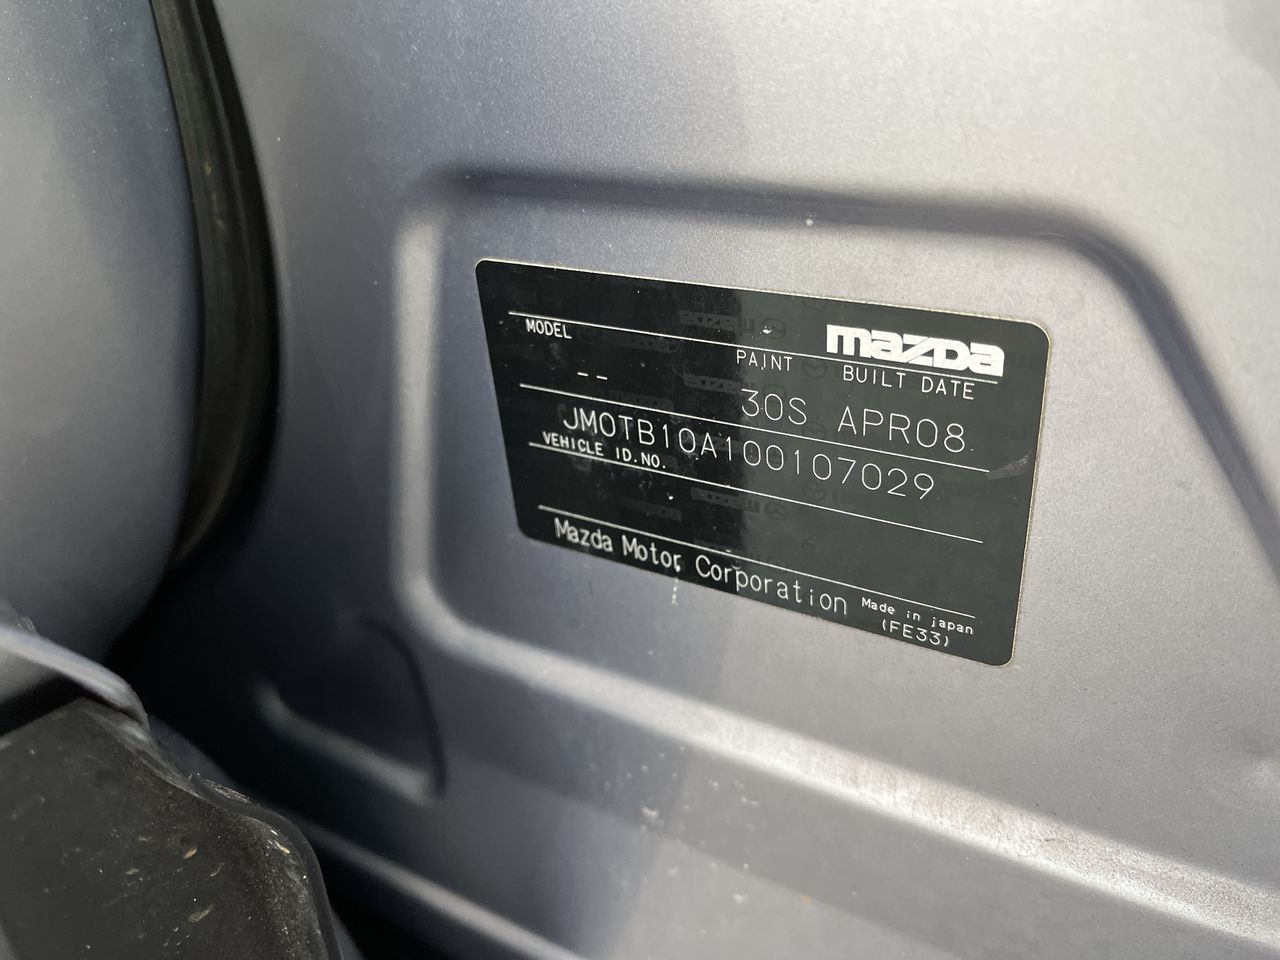 mazda
MODEL PAINT BUILT DATE
-- 30S APR08
JM0TB10A100107029
VEHICLE ID.NO.
Mazda Motor Corporation Made in japan
(FE33)